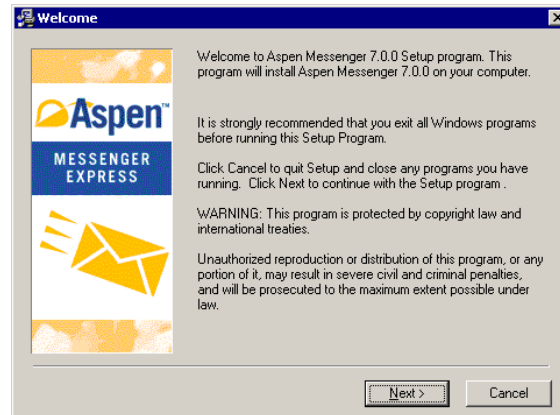 Welcome
Welcome to Aspen Messenger 7.0.0 Setup program. This
program will install Aspen Messenger 7.0.0 on your computer.
Aspen™
MESSENGER
EXPRESS
It is strongly recommended that you exit all Windows programs
before running this Setup Program.
Click Cancel to quit Setup and close any programs you have
running. Click Next to continue with the Setup program .
WARNING: This program is protected by copyright law and
international treaties.
Unauthorized reproduction or distribution of this program, or any
portion of it, may result in severe civil and criminal penalties,
and will be prosecuted to the maximum extent possible under
law.
Next >
Cancel